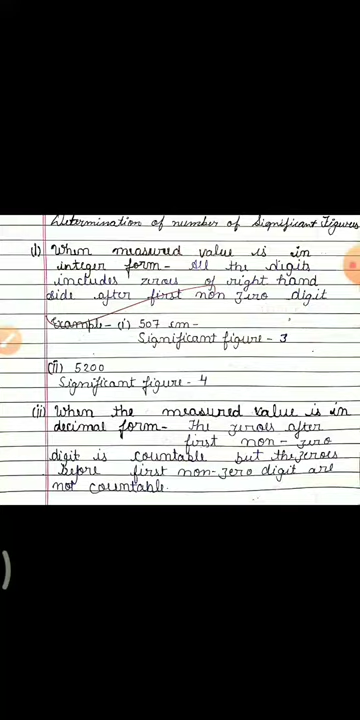 Determination of number of Significant Figures
(i) When measured value is in
integer form - All the digits
includes zeros of right hand
side after first non zero digit
Example - (i) 507 cm -
Significant figure - 3
(ii) 5200
Significant figure - 4
(ii) When the measured value is in
decimal form - The zeroes after
first non-zero
digit is countable but the zeroes
before first non-zero digit are
not countable.